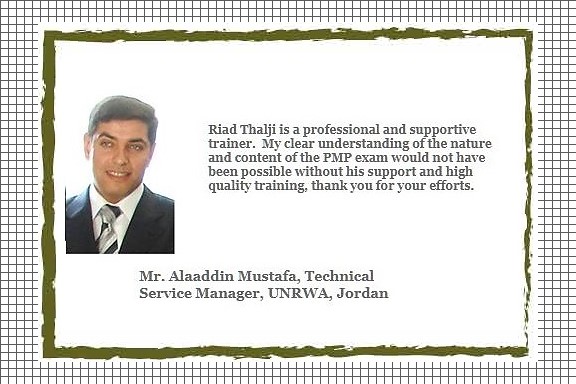 Riad Thalji is a professional and supportive
trainer.  My clear understanding of the nature
and content of the PMP exam would not have
been possible without his support and high
quality training, thank you for your efforts.
Mr. Alaaddin Mustafa, Technical
Service Manager, UNRWA, Jordan